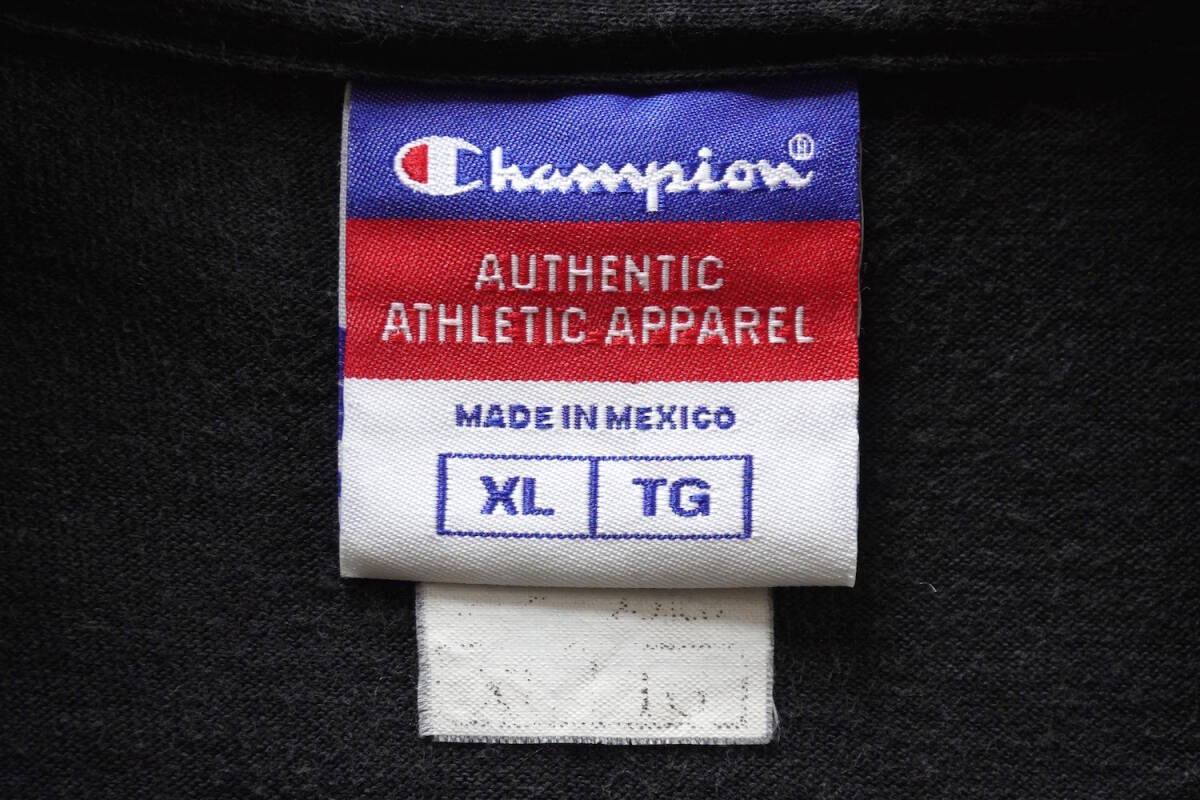 Champion®
AUTHENTIC
ATHLETIC APPAREL
MADE IN MEXICO
XL TG